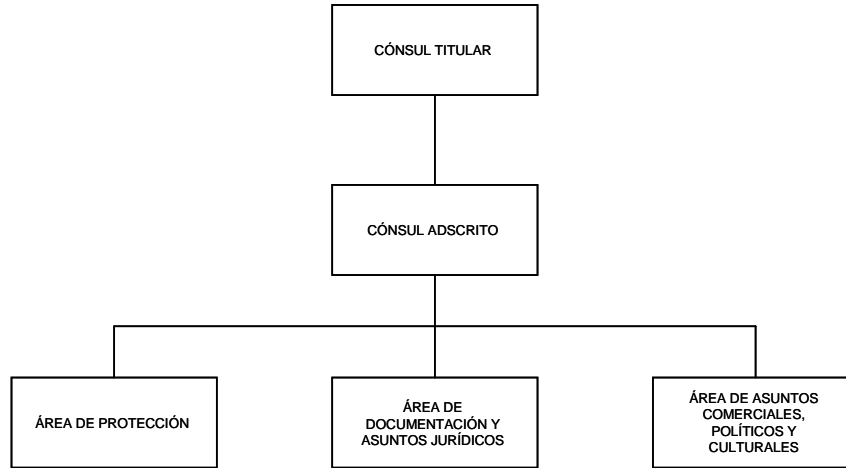 CÓNSUL TITULAR
CÓNSUL ADSCRITO
ÁREA DE PROTECCIÓN
ÁREA DE
DOCUMENTACIÓN Y
ASUNTOS JURÍDICOS
ÁREA DE ASUNTOS
COMERCIALES,
POLÍTICOS Y
CULTURALES